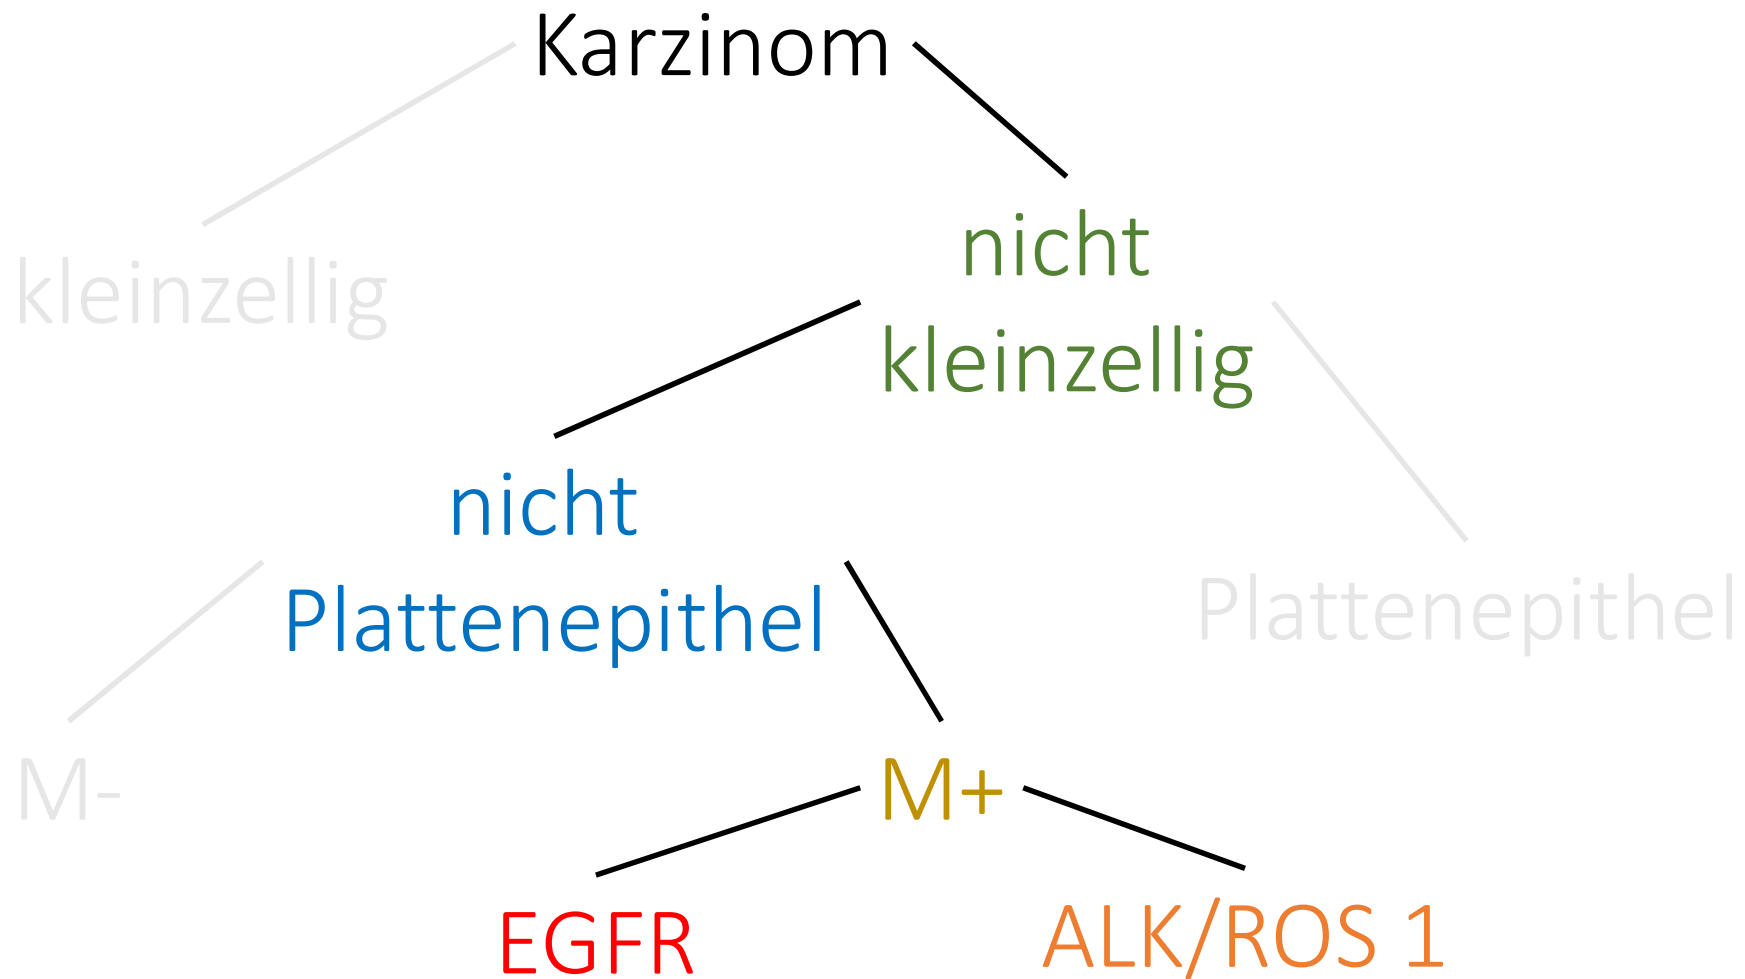 Karzinom
kleinzellig
nicht
kleinzellig
nicht
Plattenepithel
Plattenepithel
M-
M+
EGFR
ALK/ROS 1